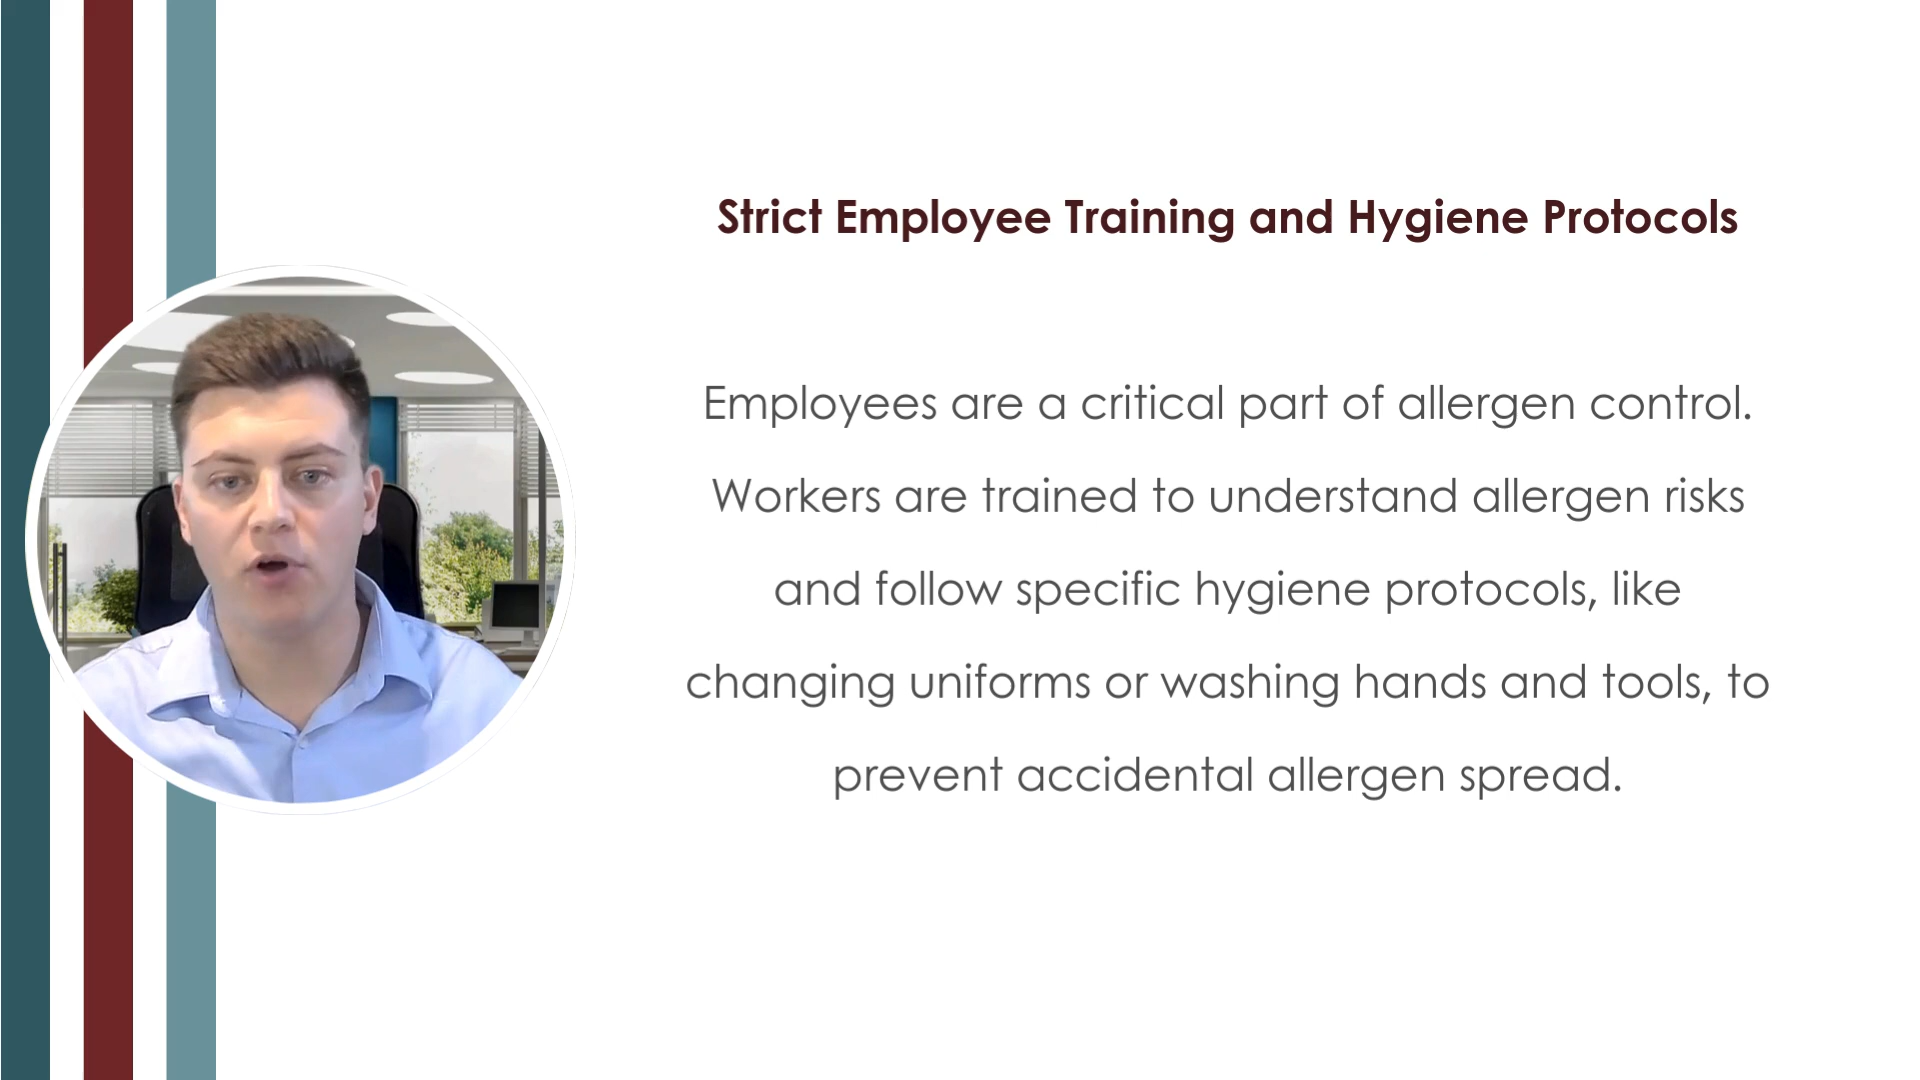 Strict Employee Training and Hygiene Protocols
Employees are a critical part of allergen control.
Workers are trained to understand allergen risks
and follow specific hygiene protocols, like
changing uniforms or washing hands and tools, to
prevent accidental allergen spread.